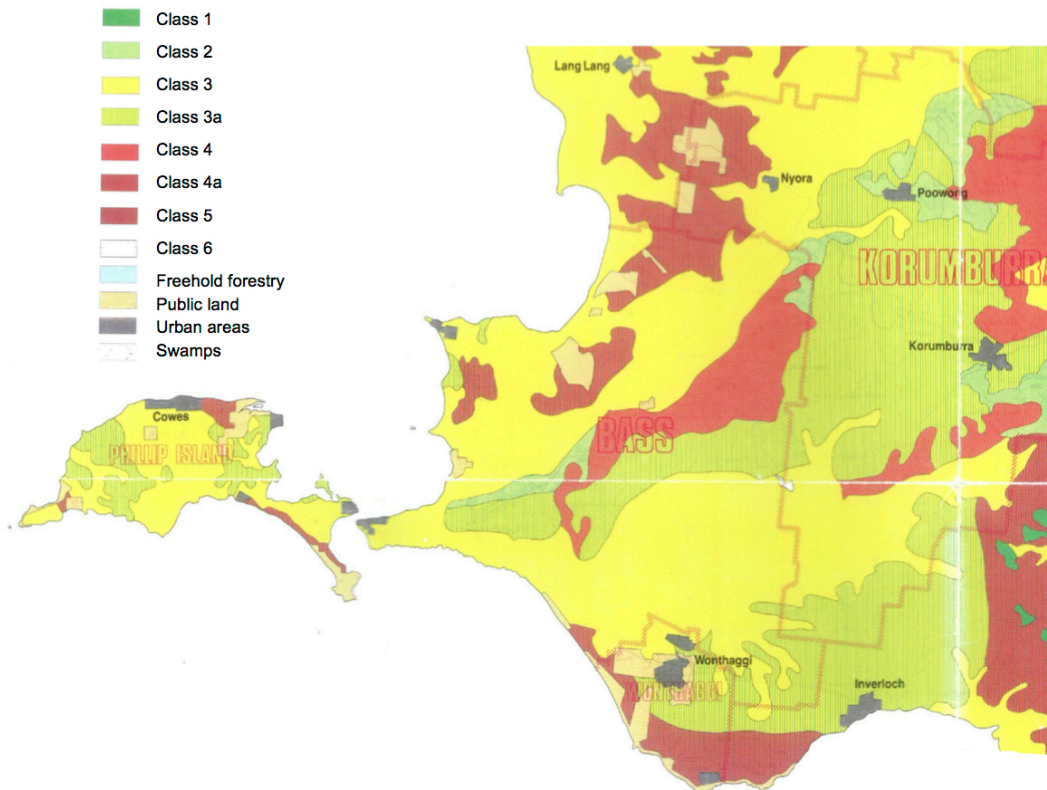 Class 1
Class 2
Class 3
Class 3a
Class 4
Class 4a
Class 5
Class 6
Freehold forestry
Public land
Urban areas
Swamps
Lang Lang
Nyora
Poowong
KORUMBURRA
Korumburra
Cowes
PHILLIP ISLAND
BASS
Wonthaggi
WONTHAGGI
Inverloch